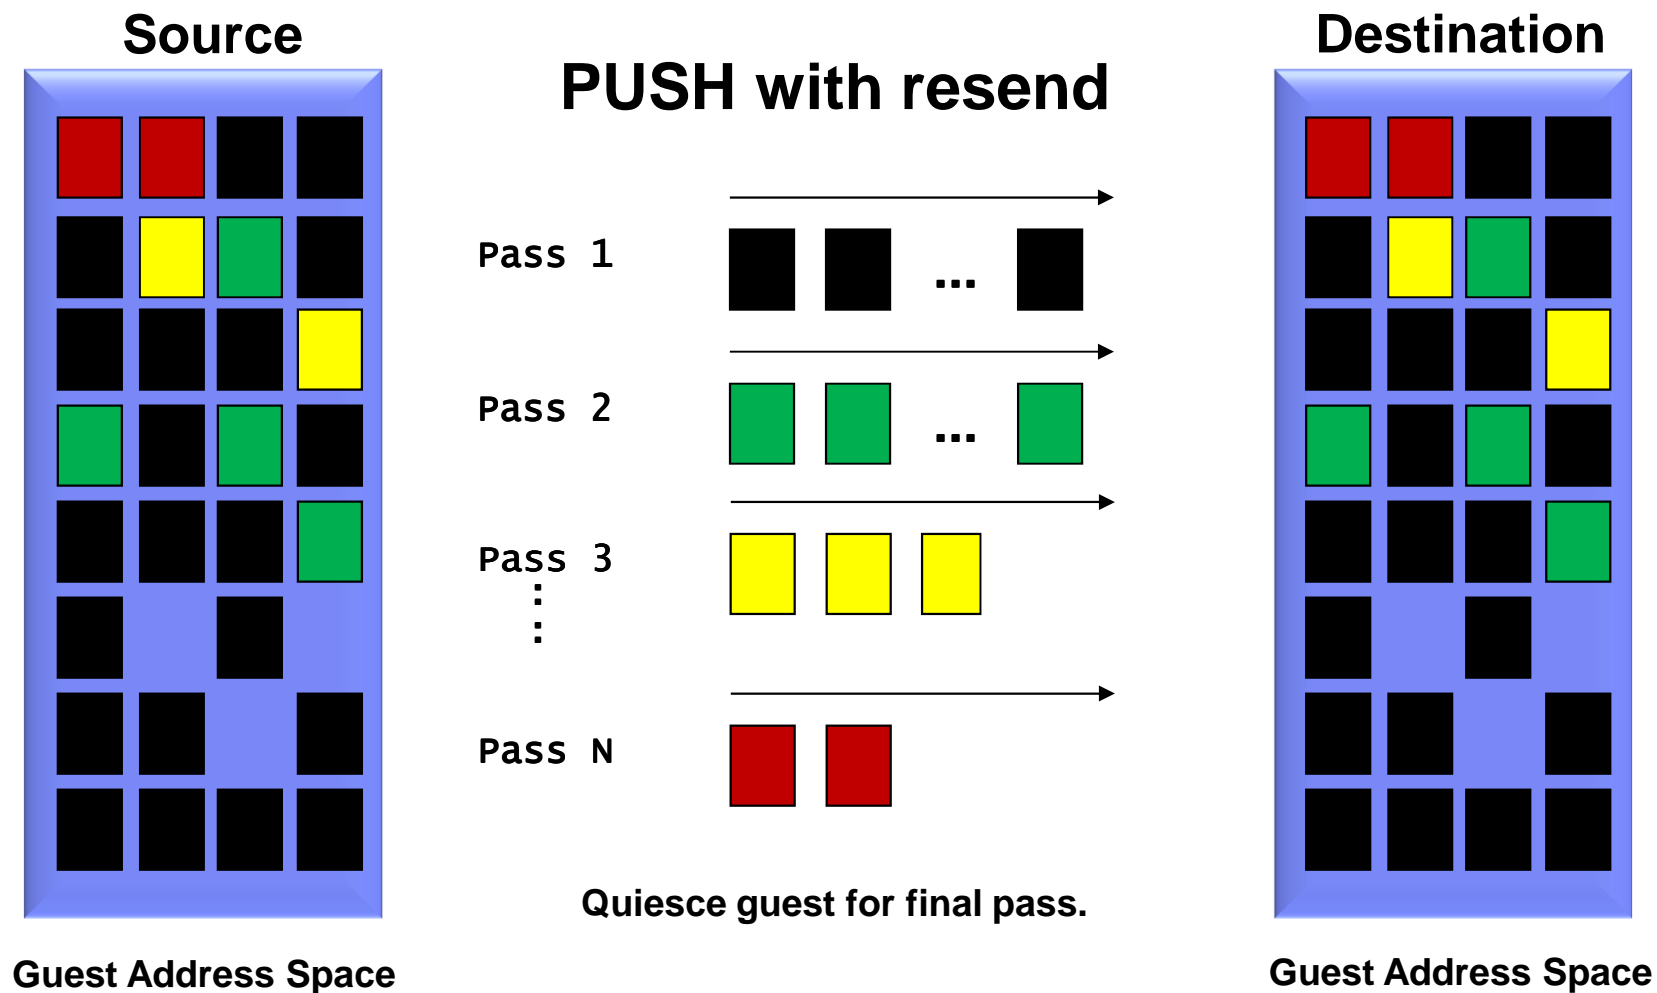 Source
Destination
PUSH with resend
Pass 1
...
Pass 2
...
Pass 3
:
:
Pass N
Quiesce guest for final pass.
Guest Address Space
Guest Address Space